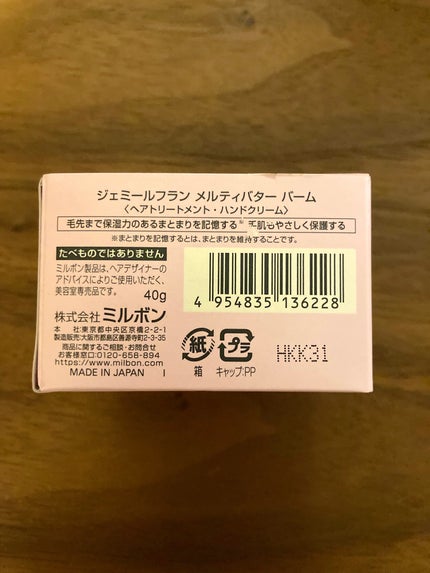 ジェミールフラン メルティバター バーム
〈ヘアトリートメント・ハンドクリーム〉
毛先まで保湿力のあるまとまりを記憶する※ 手肌もやさしく保護する
※まとまりを記憶するとは、まとまりを維持することです。
たべものではありません
ミルボン製品は、ヘアデザイナーの
アドバイスによりご使用いただく、
美容室専売品です。
40g
株式会社 ミルボン
本 社:東京都中央区京橋2-2-1
製造販売:大阪市都島区善源寺町2-3-35
商品に関するご相談・お問合せ
お客様窓口:0120-658-894
https://www.milbon.com
MADE IN JAPAN I
4 954835 136228
紙 プラ
箱 キャップ:PP
HKK31